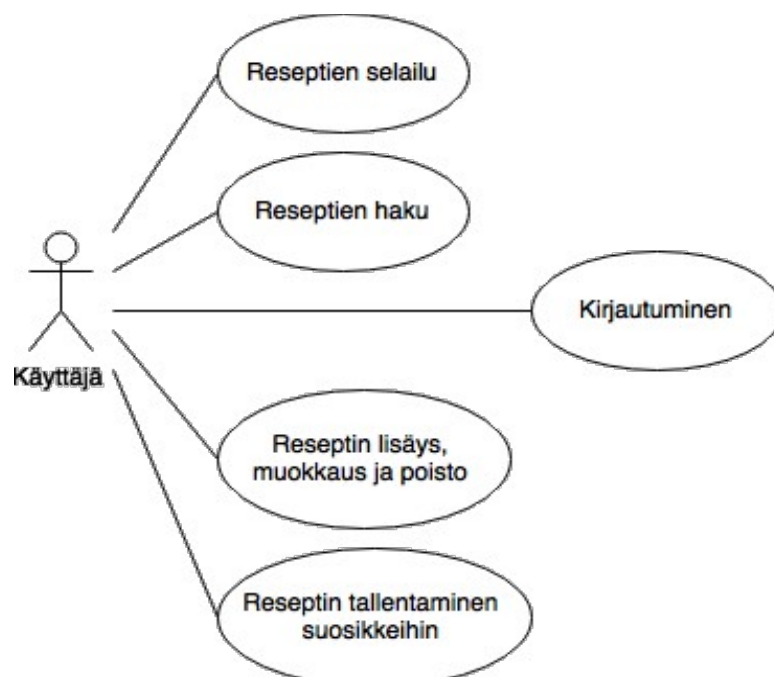 Reseptien selailu
Reseptien haku
Kirjautuminen
Käyttäjä
Reseptin lisäys,
muokkaus ja poisto
Reseptin tallentaminen
suosikkeihin